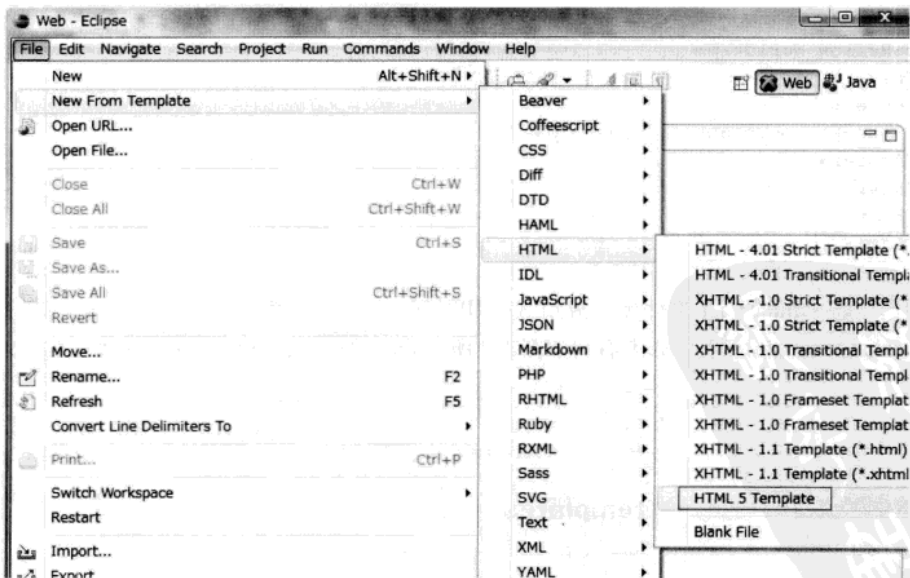 Web - Eclipse
File Edit Navigate Search Project Run Commands Window Help
Web Java
New Alt+Shift+N
New From Template
Open URL...
Open File...
Close Ctrl+W
Close All Ctrl+Shift+W
Save Ctrl+S
Save As...
Save All Ctrl+Shift+S
Revert
Move...
Rename... F2
Refresh F5
Convert Line Delimiters To
Print... Ctrl+P
Switch Workspace
Restart
Import...
Export
Beaver
Coffeescript
CSS
Diff
DTD
HAML
HTML
IDL
JavaScript
JSON
Markdown
PHP
RHTML
Ruby
RXML
Sass
SVG
Text
XML
YAML
HTML - 4.01 Strict Template (*.
HTML - 4.01 Transitional Templa
XHTML - 1.0 Strict Template (*
XHTML - 1.0 Strict Template (*
XHTML - 1.0 Transitional Templ
XHTML - 1.0 Transitional Templ
XHTML - 1.0 Frameset Templat
XHTML - 1.0 Frameset Templat
XHTML - 1.1 Template (*.html)
XHTML - 1.1 Template (*.xhtml
HTML 5 Template
Blank File